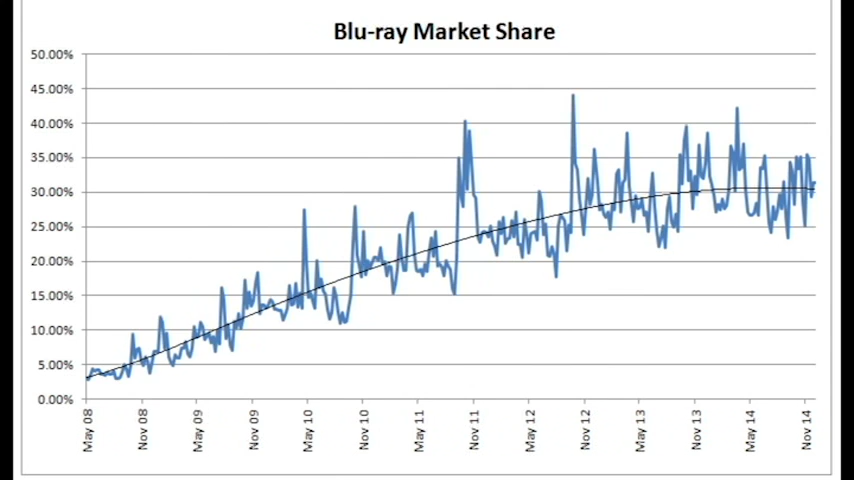 Blu-ray Market Share
50.00%
45.00%
40.00%
35.00%
30.00%
25.00%
20.00%
15.00%
10.00%
5.00%
0.00%
May 08
Nov 08
May 09
Nov 09
May 10
Nov 10
May 11
Nov 11
May 12
Nov 12
May 13
Nov 13
May 14
Nov 14